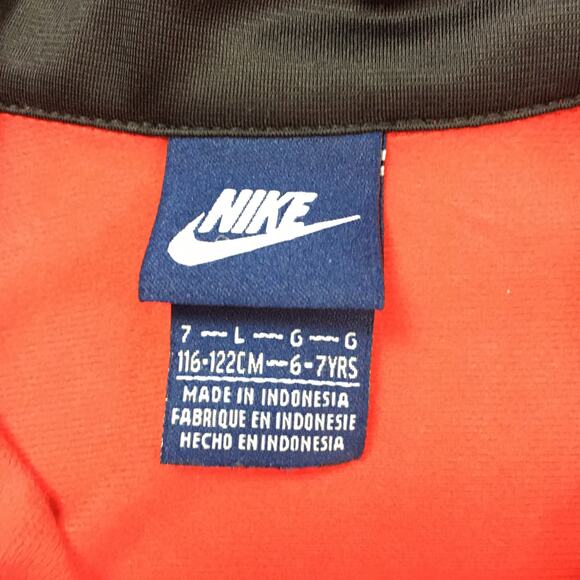 NIKE
7 ~ L ~ G ~ G
116-122CM ~ 6-7YRS
MADE IN INDONESIA
FABRIQUE EN INDONESIE
HECHO EN INDONESIA